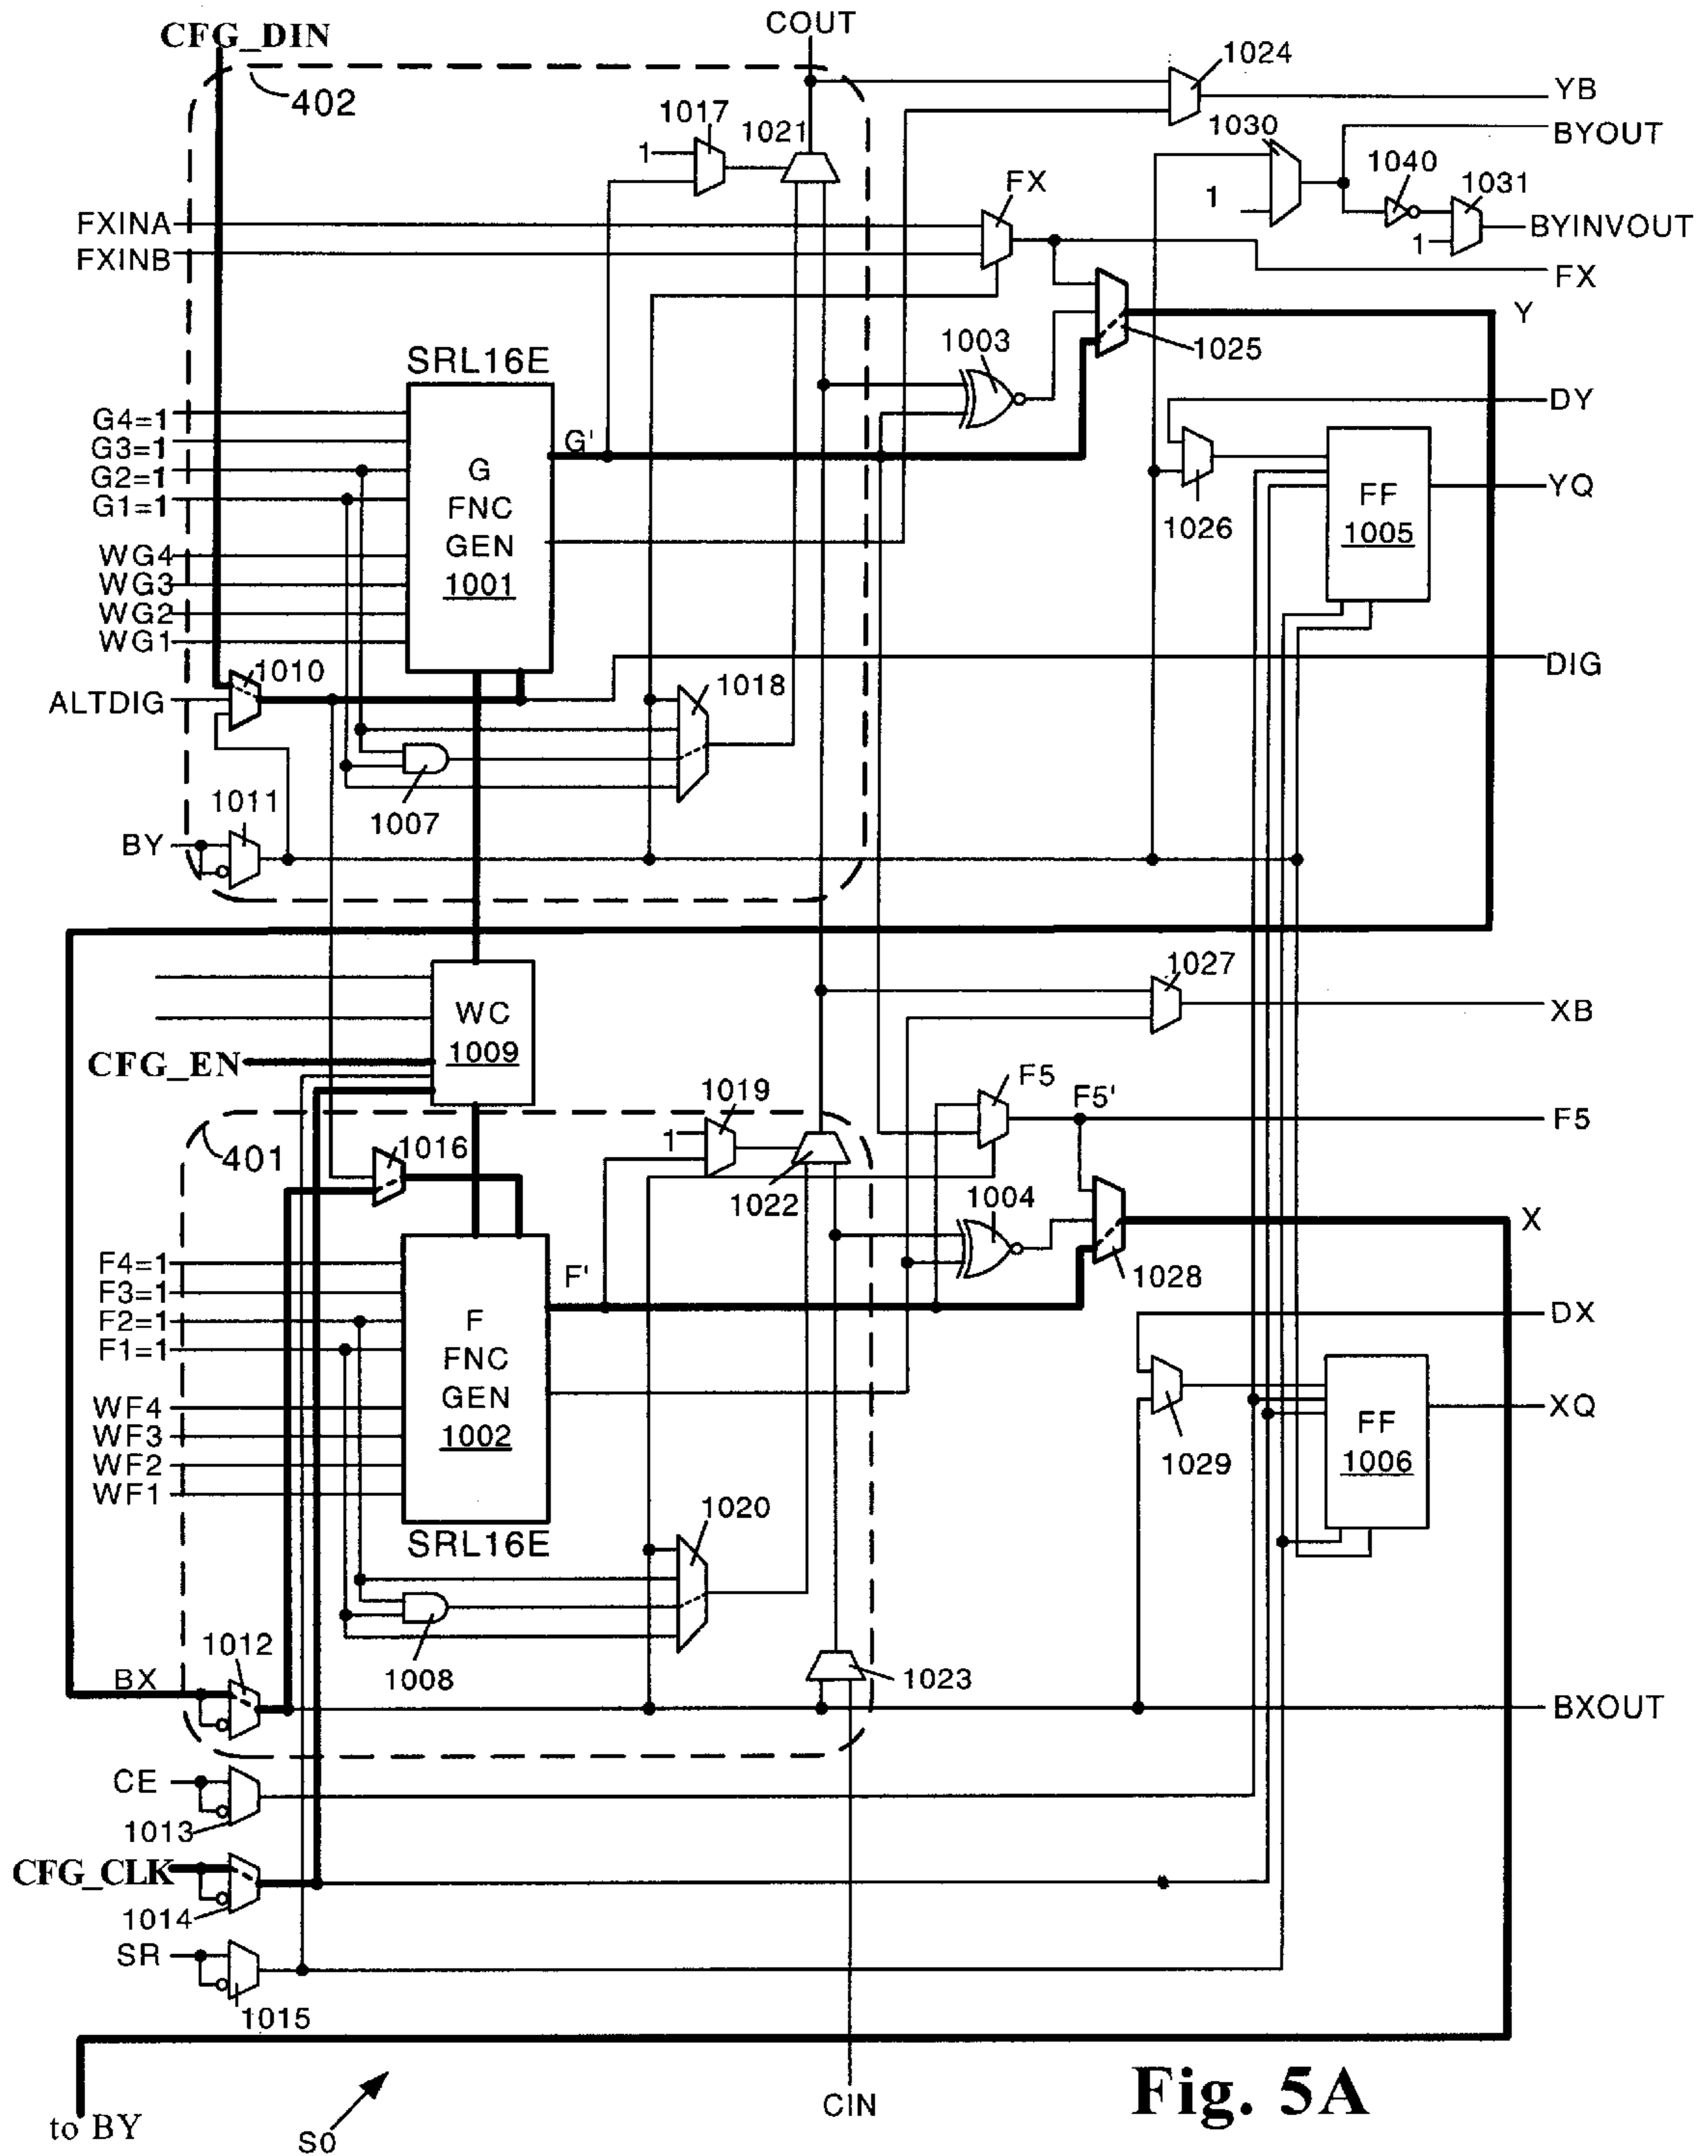 COUT
CFG_DIN
1024
402
YB
1017
1021
1030
BYOUT
1
1040
1031
FX
1
FXINA
BYINVOUT
1
FXINB
FX
Y
1003
SRL16E
1025
DY
G4=1
G3=1
G'
G
G2=1
FF
YQ
G1=1
FNC
1026
1005
GEN
WG4
WG3
1001
WG2
WG1
DIG
1010
1018
ALTDIG
1011
1007
BY
1027
WC
XB
1009
CFG_EN
1019
F5
F5'
F5
1
401
1016
1022
1004
X
F4=1
F'
1028
F3=1
F2=1
F
DX
F1=1
FNC
GEN
WF4
XQ
FF
WF3
1002
1006
WF2
1029
WF1
1020
SRL16E
1012
1008
1023
BX
BXOUT
CE
1013
CFG_CLK
1014
SR
1015
Fig. 5A
CIN
to BY
S0